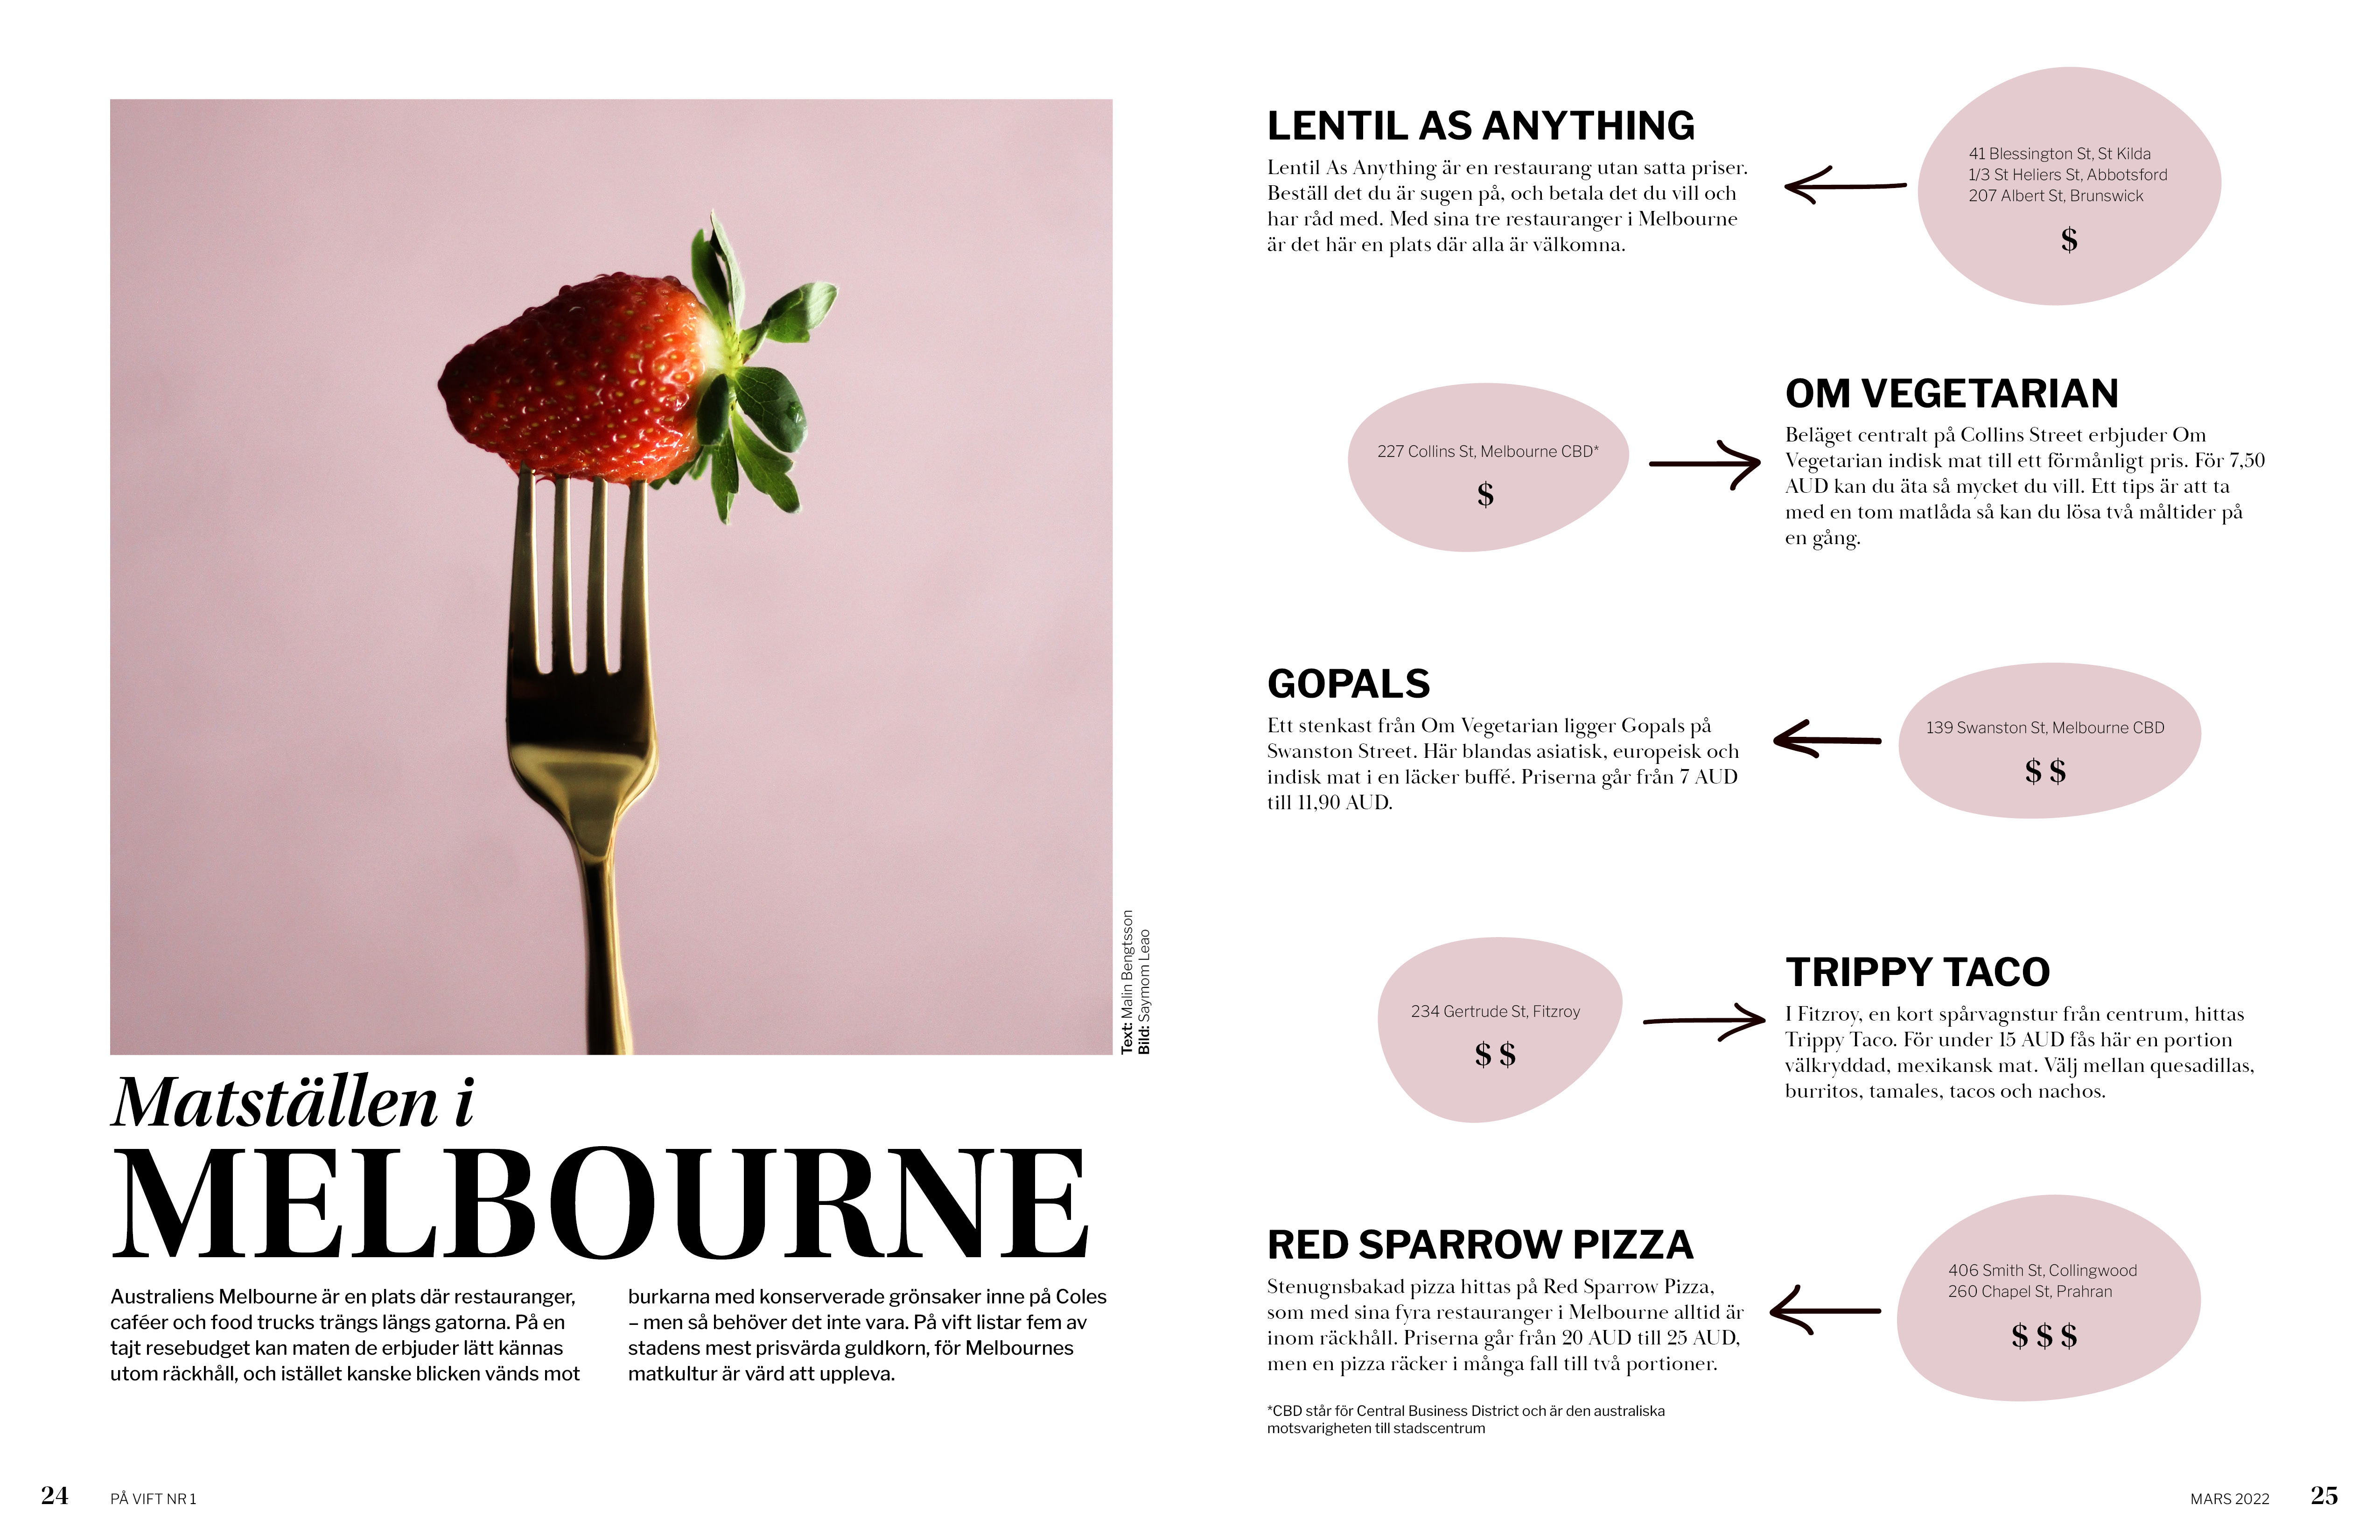 Text: Malin Bengtsson
Bild: Saymom Leao
Matställen i
MELBOURNE
Australiens Melbourne är en plats där restauranger,
caféer och food trucks trängs längs gatorna. På en
tajt resebudget kan maten de erbjuder lätt kännas
utom räckhåll, och istället kanske blicken vänds mot
burkarna med konserverade grönsaker inne på Coles
– men så behöver det inte vara. På vift listar fem av
stadens mest prisvärda guldkorn, för Melbournes
matkultur är värd att uppleva.
24
PÅ VIFT NR 1
LENTIL AS ANYTHING
Lentil As Anything är en restaurang utan satta priser.
Beställ det du är sugen på, och betala det du vill och
har råd med. Med sina tre restauranger i Melbourne
är det här en plats där alla är välkomna.
41 Blessington St, St Kilda
1/3 St Heliers St, Abbotsford
207 Albert St, Brunswick
$
OM VEGETARIAN
Beläget centralt på Collins Street erbjuder Om
Vegetarian indisk mat till ett förmånligt pris. För 7,50
AUD kan du äta så mycket du vill. Ett tips är att ta
med en tom matlåda så kan du lösa två måltider på
en gång.
227 Collins St, Melbourne CBD*
$
GOPALS
Ett stenkast från Om Vegetarian ligger Gopals på
Swanston Street. Här blandas asiatisk, europeisk och
indisk mat i en läcker buffé. Priserna går från 7 AUD
till 11,90 AUD.
139 Swanston St, Melbourne CBD
$ $
TRIPPY TACO
I Fitzroy, en kort spårvagnstur från centrum, hittas
Trippy Taco. För under 15 AUD fås här en portion
välkryddad, mexikansk mat. Välj mellan quesadillas,
burritos, tamales, tacos och nachos.
234 Gertrude St, Fitzroy
$ $
RED SPARROW PIZZA
Stenugnsbakad pizza hittas på Red Sparrow Pizza,
som med sina fyra restauranger i Melbourne alltid är
inom räckhåll. Priserna går från 20 AUD till 25 AUD,
men en pizza räcker i många fall till två portioner.
406 Smith St, Collingwood
260 Chapel St, Prahran
$ $ $
*CBD står för Central Business District och är den australiska
motsvarigheten till stadscentrum
MARS 2022
25